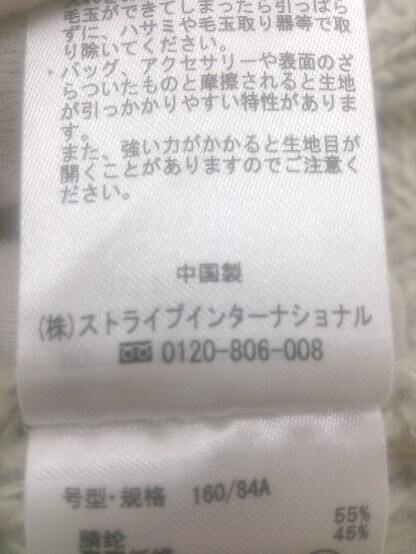 毛玉ができてしまったら引っぱら
ずに、ハサミや毛玉取り器等で取
り除いてください。
・バッグ、アクセサリーや表面のざ
らついたものと摩擦されると生地
が引っかかりやすい特性がありま
す。
また、強い力がかかると生地目が
開くことがありますのでご注意く
ださい。
中国製
(株)ストライプインターナショナル
0120-806-008
号型・规格 160/84A
55%
腈纶 45%